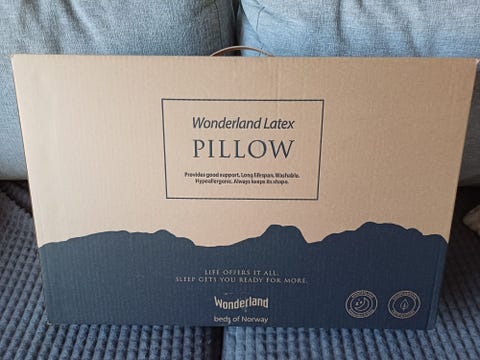 Wonderland Latex
PILLOW
Provides good support. Long lifespan. Washable.
Hypoallergenic. Always keeps its shape.
LIFE OFFERS IT ALL.
SLEEP GETS YOU READY FOR MORE.
Wonderland
beds of Norway